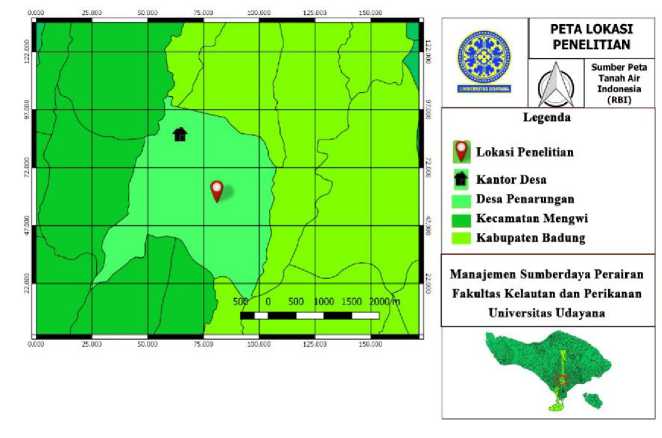 PETA LOKASI
PENELITIAN
UNIVERSITAS UDAYANA
Sumber Peta
Tanah Air
Indonesia
(RBI)
Legenda
Lokasi Penelitian
Kantor Desa
Desa Penarungan
Kecamatan Mengwi
Kabupaten Badung
Manajemen Sumberdaya Perairan
Fakultas Kelautan dan Perikanan
Universitas Udayana
0.000 25.000 50.000 75.000 100.000 125.000 150.000
122.000
97.000
72.000
47.000
22.000
122.000
97.000
72.000
47.000
22.000
500 0 500 1000 1500 2000 m
0.000 25.000 50.000 75.000 100.000 125.000 150.000